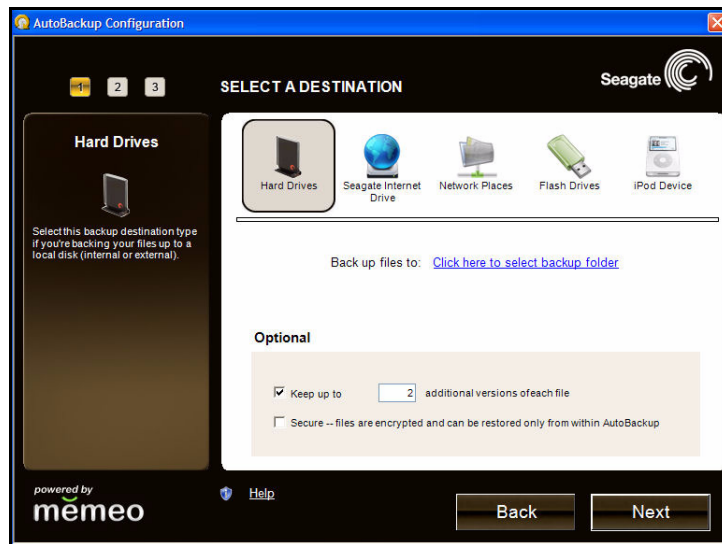 AutoBackup Configuration
1 2 3
SELECT A DESTINATION
Seagate
Hard Drives
Select this backup destination type
if you're backing your files up to a
local disk (internal or external).
Hard Drives
Seagate Internet
Drive
Network Places
Flash Drives
iPod Device
Back up files to: Click here to select backup folder
Optional
Keep up to 2 additional versions of each file
Secure -- files are encrypted and can be restored only from within AutoBackup
powered by
memeo
Help
Back
Next